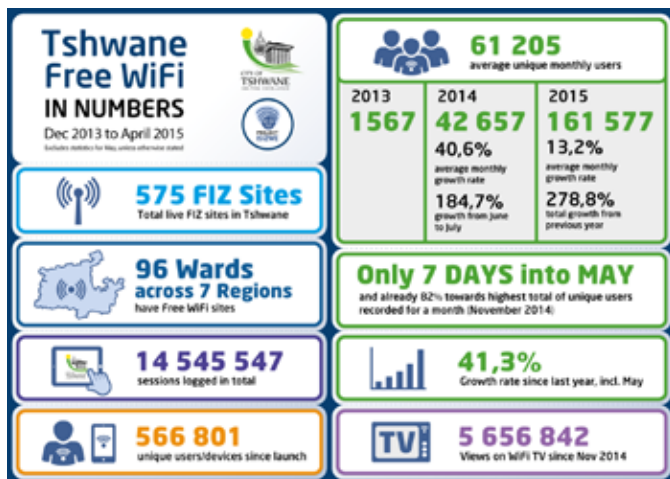 Tshwane
Free WiFi
IN NUMBERS
Dec 2013 to April 2015
Excludes statistics for May, unless otherwise stated
CITY OF
TSHWANE
PROJECT
ISIZWE
575 FIZ Sites
Total live FIZ sites in Tshwane
96 Wards
across 7 Regions
have Free WiFi sites
14 545 547
sessions logged in total
566 801
unique users/devices since launch
61 205
average unique monthly users
2013
1567
2014
42 657
40,6%
average monthly
growth rate
184,7%
growth from June
to July
2015
161 577
13,2%
average monthly
growth rate
278,8%
total growth from
previous year
Only 7 DAYS into MAY
and already 82% towards highest total of unique users
recorded for a month (November 2014)
41,3%
Growth rate since last year, incl. May
TV
5 656 842
Views on WiFi TV since Nov 2014